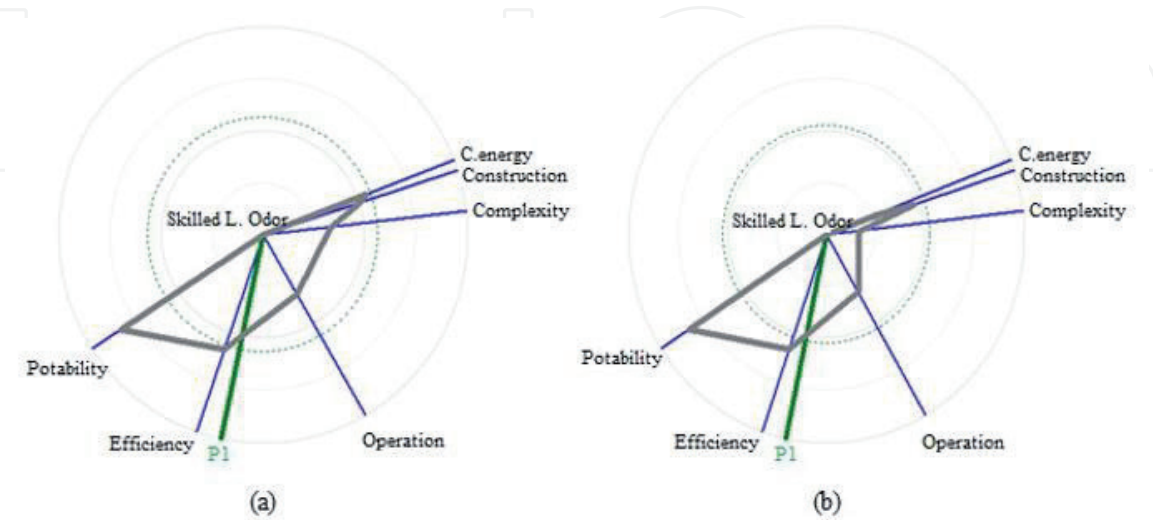 C.energy
Construction
Skilled L. Odor
Complexity
Potability
Efficiency
P1
Operation
(a)
C.energy
Construction
Skilled L. Odor
Complexity
Potability
Efficiency
P1
Operation
(b)